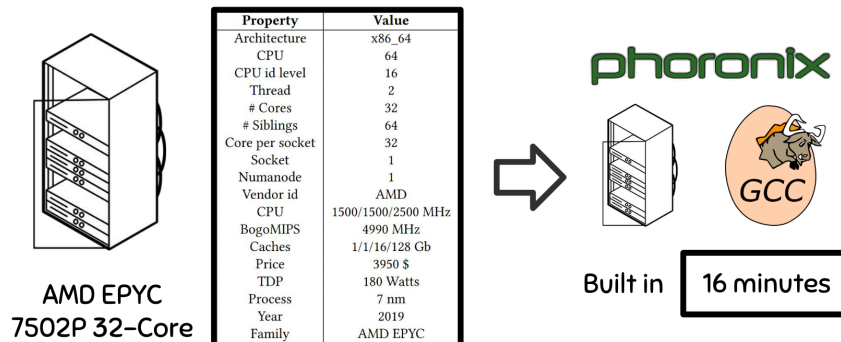 Property Value
Architecture x86_64
CPU 64
CPU id level 16
Thread 2
# Cores 32
# Siblings 64
Core per socket 32
Socket 1
Numanode 1
Vendor id AMD
CPU 1500/1500/2500 MHz
BogoMIPS 4990 MHz
Caches 1/1/16/128 Gb
Price 3950 $
TDP 180 Watts
Process 7 nm
Year 2019
Family AMD EPYC
AMD EPYC
7502P 32-Core
phoronix
GCC
Built in 16 minutes